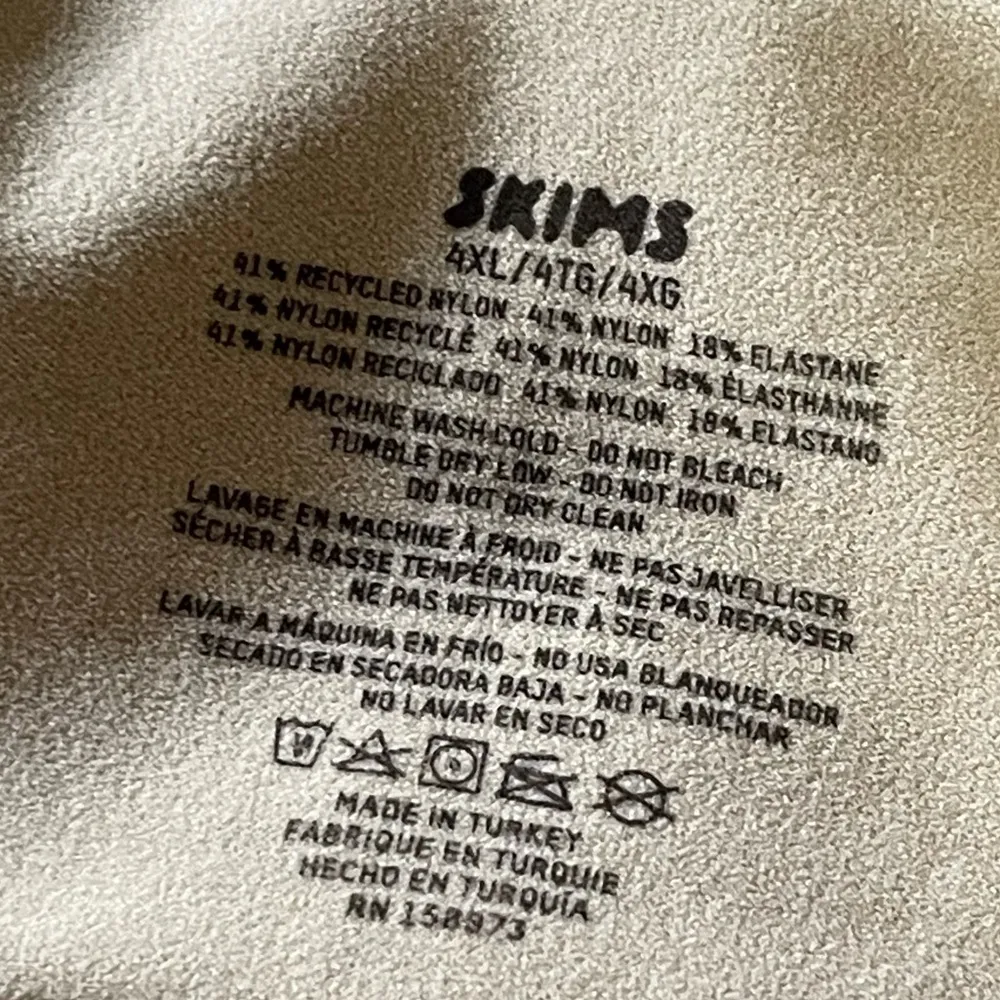 SKIMS
4XL/4TG/4XG
41% RECYCLED NYLON 41% NYLON 18% ELASTANE
41% NYLON RECYCLÉ 41% NYLON 18% ÉLASTHANNE
41% NYLON RECICLADO 41% NYLON 18% ELASTANO
MACHINE WASH COLD - DO NOT BLEACH
TUMBLE DRY LOW - DO NOT IRON
DO NOT DRY CLEAN
LAVAGE EN MACHINE À FROID - NE PAS JAVELLISER
SÉCHER À BASSE TEMPÉRATURE - NE PAS REPASSER
NE PAS NETTOYER À SEC
LAVAR A MÁQUINA EN FRÍO - NO USA BLANQUEADOR
SECADO EN SECADORA BAJA - NO PLANCHAR
NO LAVAR EN SECO
MADE IN TURKEY
FABRIQUE EN TURQUIE
HECHO EN TURQUÍA
RN 158973